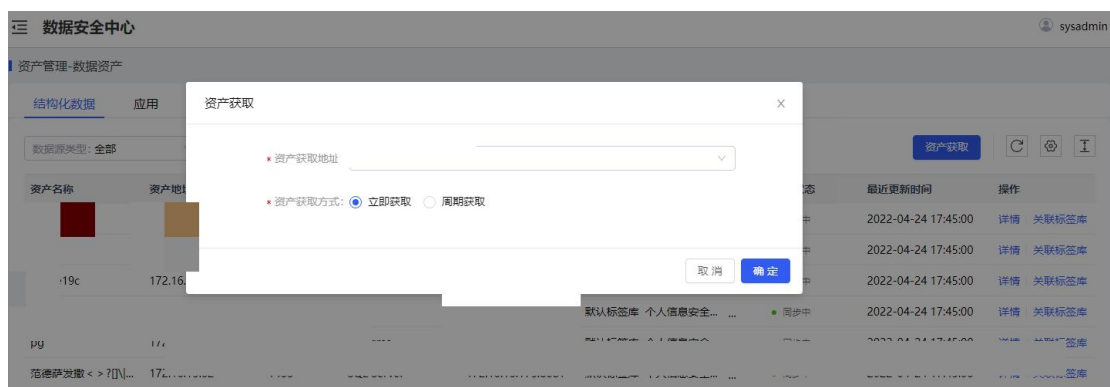 数据安全中心 sysadmin
资产管理-数据资产
结构化数据 应用
资产获取
数据源类型: 全部
* 资产获取地址
资产获取
资产名称 资产地 态 最近更新时间 操作
* 资产获取方式: 立即获取 周期获取
中 2022-04-24 17:45:00 详情 关联标签库
中 2022-04-24 17:45:00 详情 关联标签库
取 消 确 定
19c 172.16. 中 2022-04-24 17:45:00 详情 关联标签库
默认标签库 个人信息安全... ... 同步中 2022-04-24 17:45:00 详情 关联标签库
pg 签库
范德萨发撒 < > ?[]\|... 签库